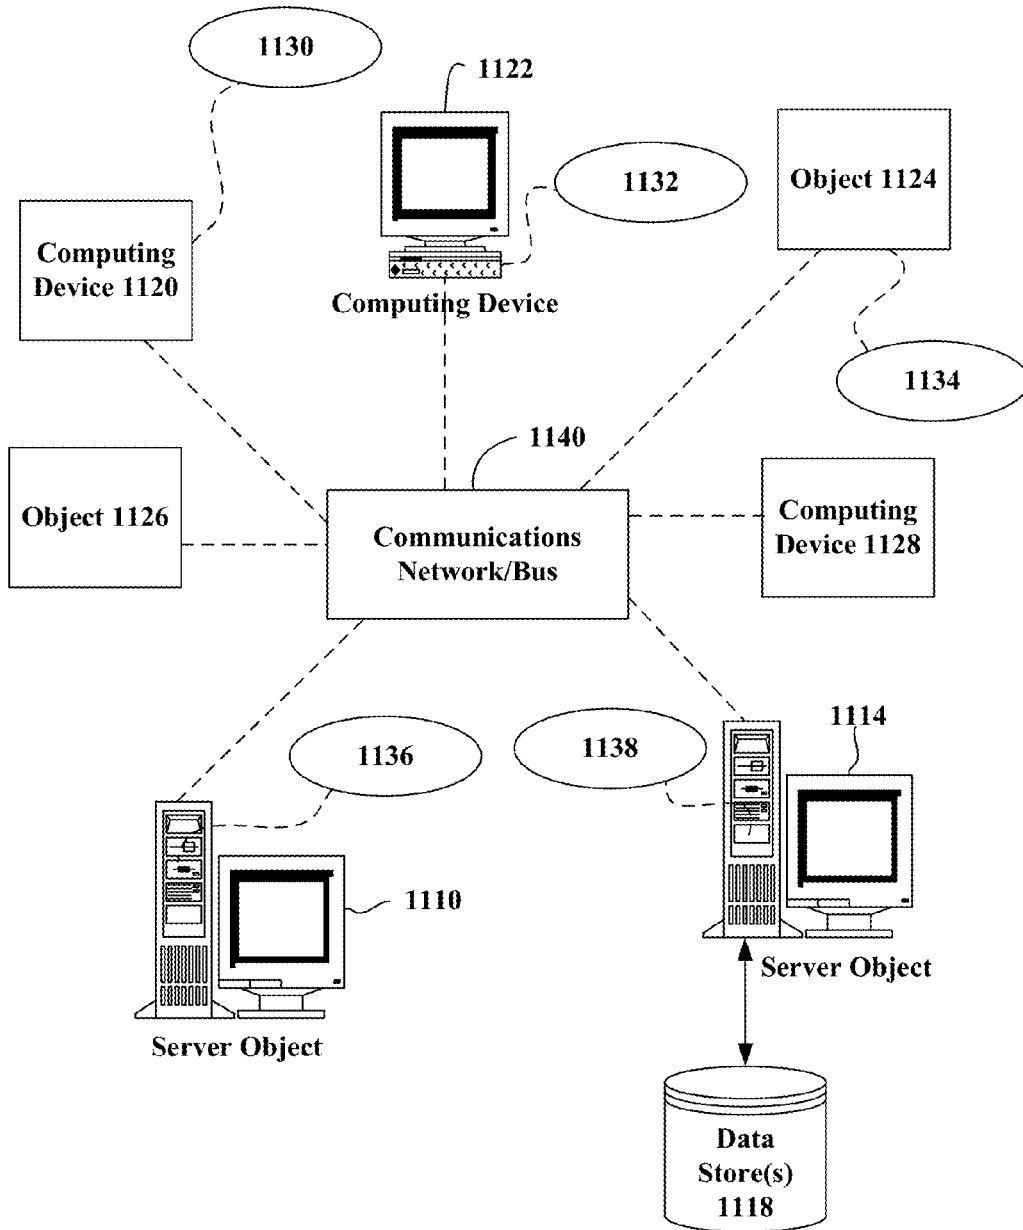 1130
1122
1132
Object 1124
Computing
Device 1120
Computing Device
1134
1140
Object 1126
Communications
Network/Bus
Computing
Device 1128
1136
1138
1114
1110
Server Object
Server Object
Data
Store(s)
1118